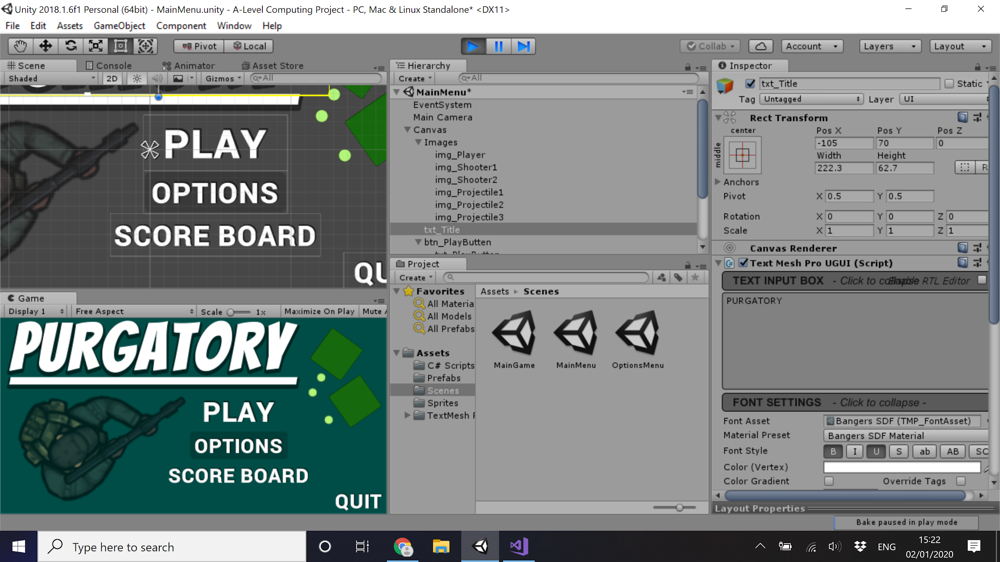 Unity 2018.1.6f1 Personal (64bit) - MainMenu.unity - A-Level Computing Project - PC, Mac & Linux Standalone* <DX11>
File Edit Assets GameObject Component Window Help
Pivot Local Collab Account Layers Layout
Scene Console Animator Asset Store
Shaded 2D Gizmos All
PLAY
OPTIONS
SCORE BOARD
QU
Game
Display 1 Free Aspect Scale 1x Maximize On Play Mute A
PURGATORY
PLAY
OPTIONS
SCORE BOARD
QUIT
Hierarchy
Create All
MainMenu*
EventSystem
Main Camera
Canvas
Images
img_Player
img_Shooter1
img_Shooter2
img_Projectile1
img_Projectile2
img_Projectile3
txt_Title
btn_PlayButten
Project
Create
Favorites
All Materia
All Models
All Prefabs
Assets
C# Scripts
Prefabs
Scenes
Sprites
TextMesh P
Assets Scenes
MainGame MainMenu OptionsMenu
Inspector
txt_Title Static
Tag Untagged Layer UI
Rect Transform
center
middle
Pos X Pos Y Pos Z
-105 70 0
Width Height
222.3 62.7 R
Anchors
Pivot X 0.5 Y 0.5
Rotation X 0 Y 0 Z 0
Scale X 1 Y 1 Z 1
Canvas Renderer
Text Mesh Pro UGUI (Script)
TEXT INPUT BOX - Click to collapse Enable RTL Editor
PURGATORY
FONT SETTINGS - Click to collapse -
Font Asset Bangers SDF (TMP_FontAsset)
Material Preset Bangers SDF Material
Font Style B I U S ab AB SC
Color (Vertex)
Color Gradient Override Tags
Layout Properties
Bake paused in play mode
Type here to search
ENG
15:22
02/01/2020